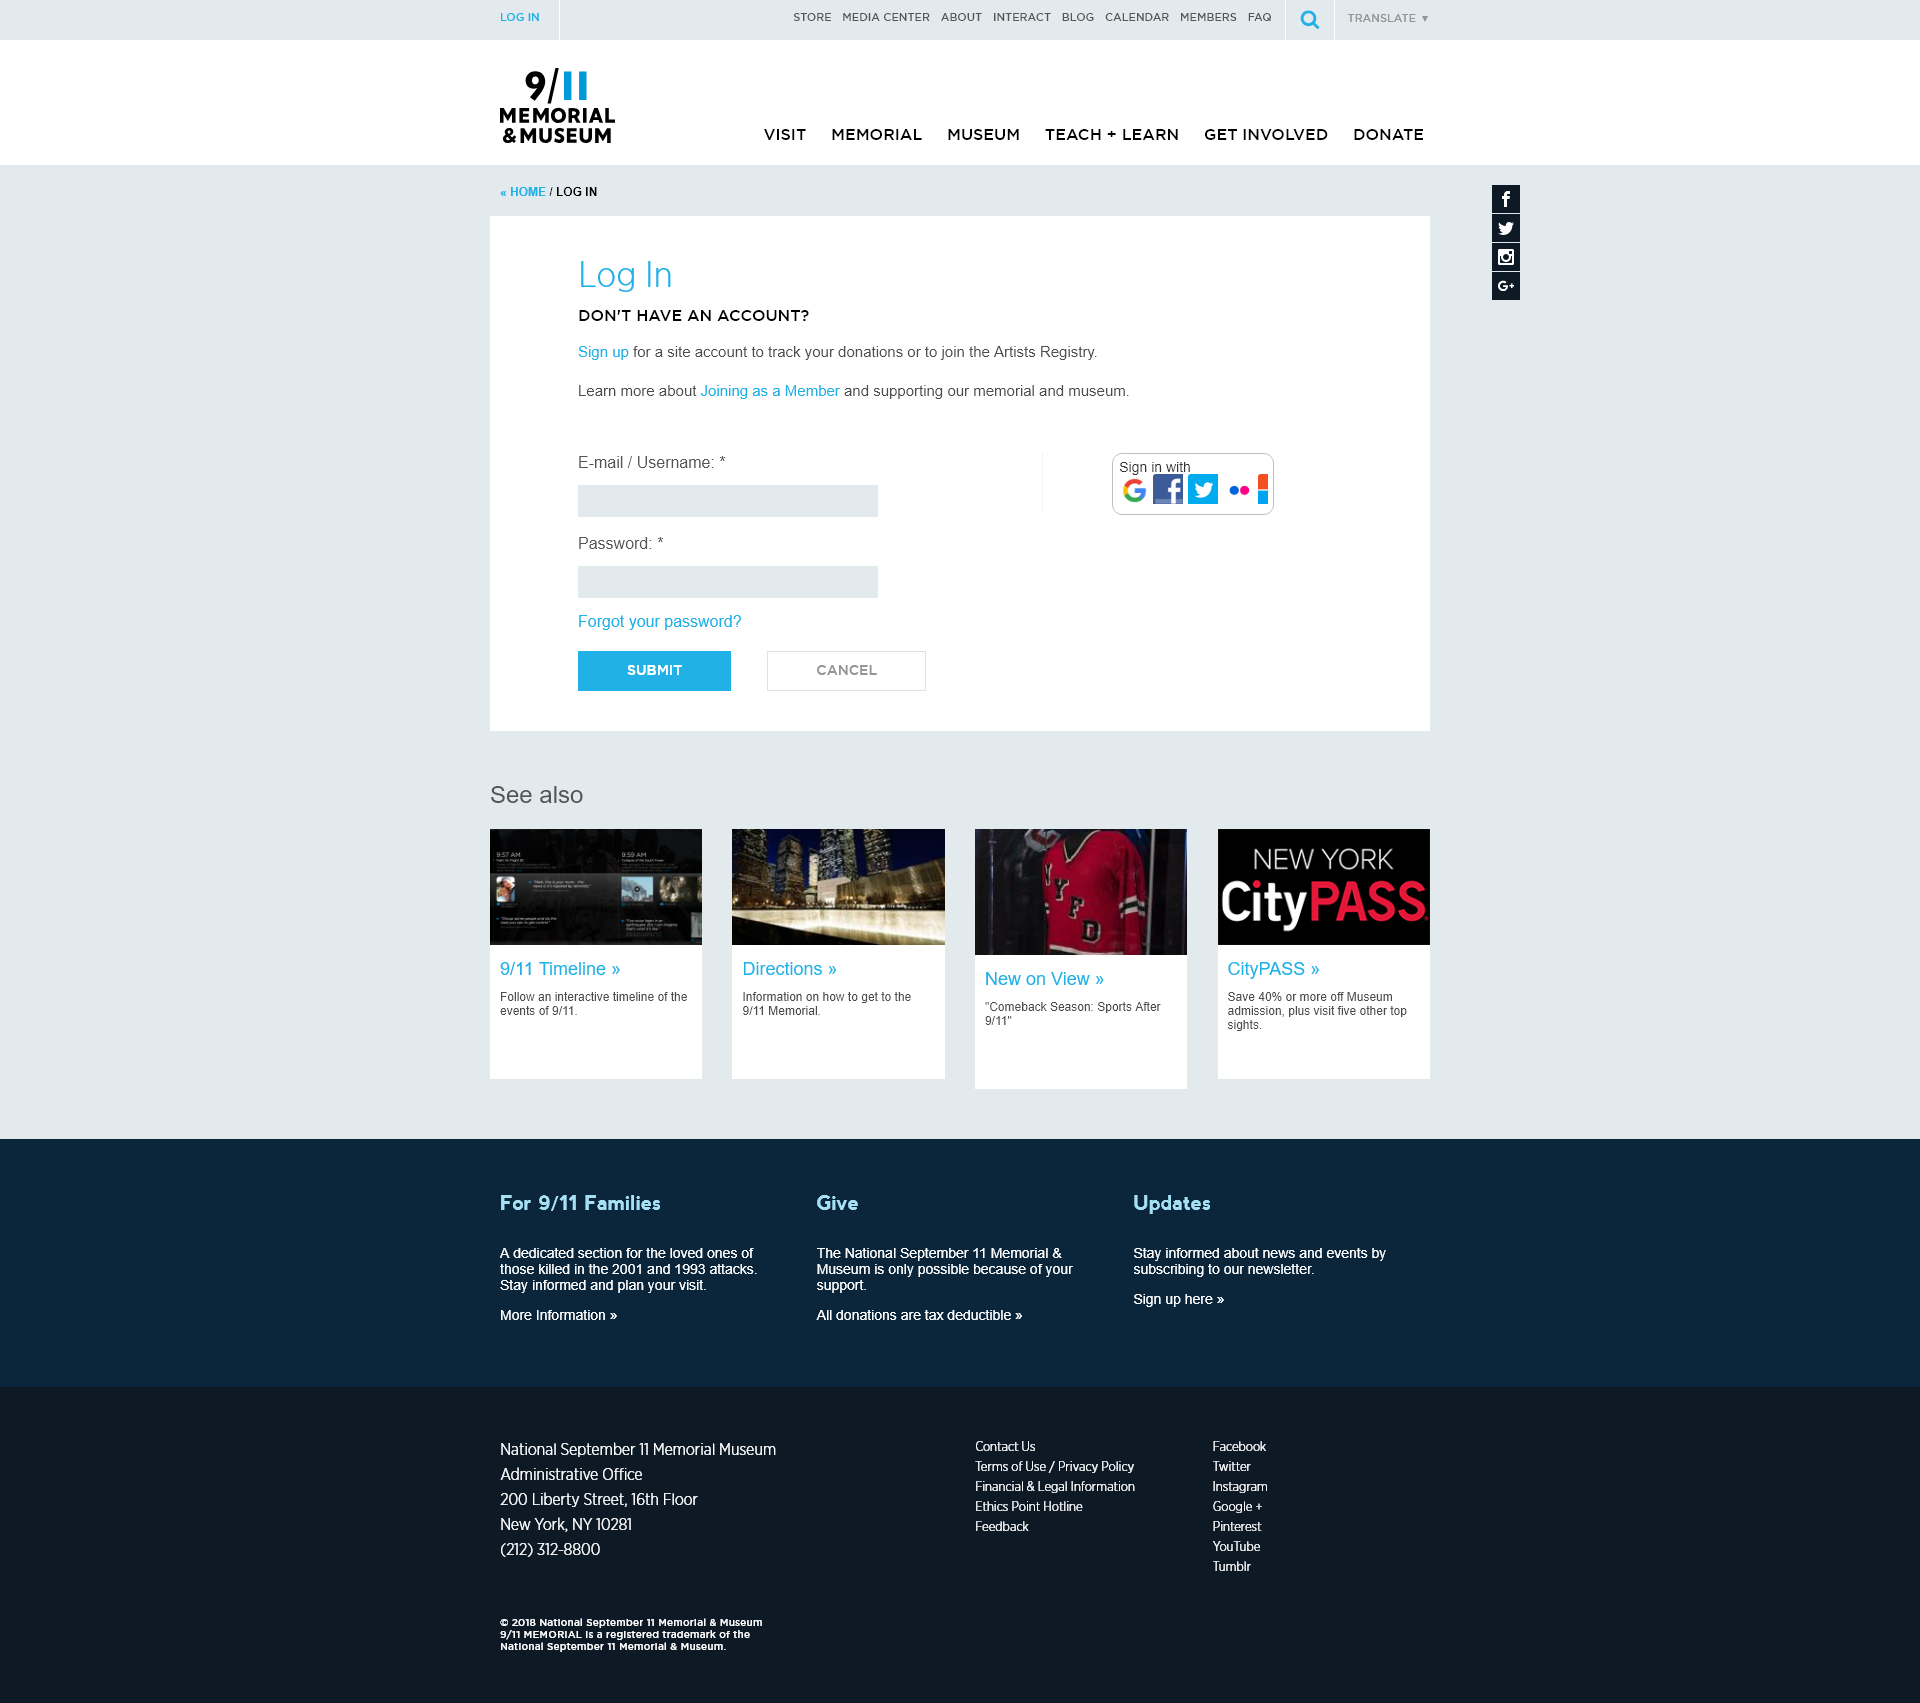 LOG IN
STORE MEDIA CENTER ABOUT INTERACT BLOG CALENDAR MEMBERS FAQ
TRANSLATE ▼
9/11
MEMORIAL
& MUSEUM
VISIT MEMORIAL MUSEUM TEACH + LEARN GET INVOLVED DONATE
« HOME / LOG IN
Log In
DON'T HAVE AN ACCOUNT?
Sign up for a site account to track your donations or to join the Artists Registry.
Learn more about Joining as a Member and supporting our memorial and museum.
E-mail / Username: *
Sign in with
Password: *
Forgot your password?
SUBMIT
CANCEL
See also
9:57 AM
9:59 AM
NYFD
NEW YORK
CityPASS
9/11 Timeline »
Follow an interactive timeline of the
events of 9/11.
Directions »
Information on how to get to the
9/11 Memorial.
New on View »
"Comeback Season: Sports After
9/11"
CityPASS »
Save 40% or more off Museum
admission, plus visit five other top
sights.
For 9/11 Families
A dedicated section for the loved ones of
those killed in the 2001 and 1993 attacks.
Stay informed and plan your visit.
More Information »
Give
The National September 11 Memorial &
Museum is only possible because of your
support.
All donations are tax deductible »
Updates
Stay informed about news and events by
subscribing to our newsletter.
Sign up here »
National September 11 Memorial Museum
Administrative Office
200 Liberty Street, 16th Floor
New York, NY 10281
(212) 312-8800
Contact Us
Terms of Use / Privacy Policy
Financial & Legal Information
Ethics Point Hotline
Feedback
Facebook
Twitter
Instagram
Google +
Pinterest
YouTube
Tumblr
© 2018 National September 11 Memorial & Museum
9/11 MEMORIAL is a registered trademark of the
National September 11 Memorial & Museum.